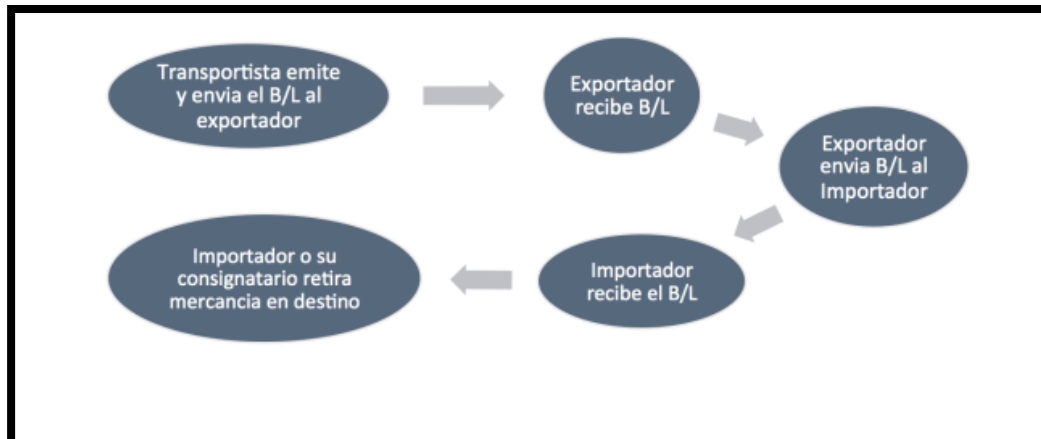 Transportista emite
y envia el B/L al
exportador
Exportador
recibe B/L
Exportador
envia B/L al
Importador
Importador
recibe el B/L
Importador o su
consignatario retira
mercancia en destino